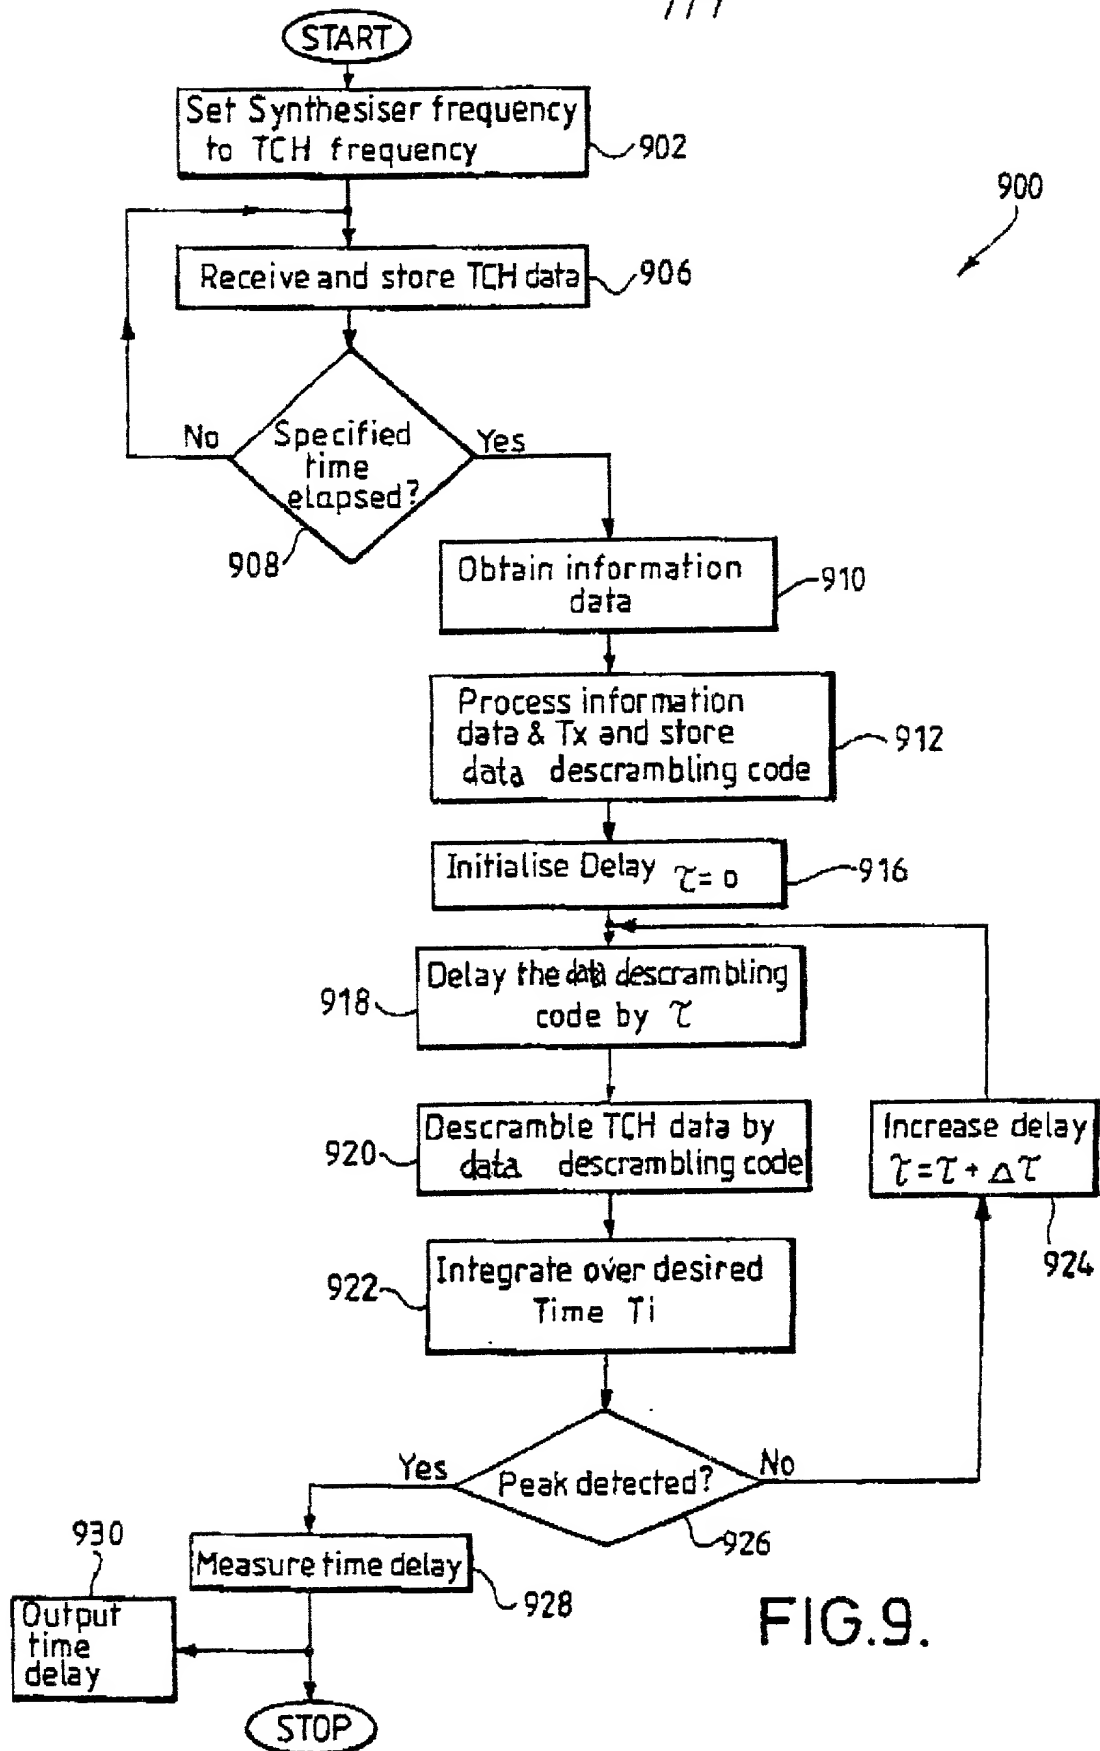 START
Set Synthesiser frequency
to TCH frequency
902
900
Receive and store TCH data
906
No
Specified
time
elapsed?
Yes
908
Obtain information
data
910
Process information
data & Tx and store
data descrambling code
912
Initialise Delay τ = 0
916
Delay the data descrambling
code by τ
918
Descramble TCH data by
data descrambling code
920
Increase delay
τ = τ + Δτ
924
Integrate over desired
Time Ti
922
Yes
Peak detected?
No
926
930
Measure time delay
928
Output
time
delay
STOP
FIG.9.